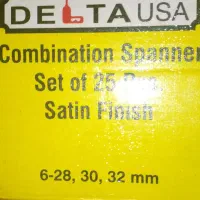 DELTA USA
Combination Spanner
Set of 25 Pcs.
Satin Finish
6-28, 30, 32 mm